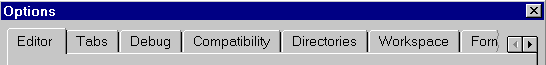 Options
Editor Tabs Debug Compatibility Directories Workspace